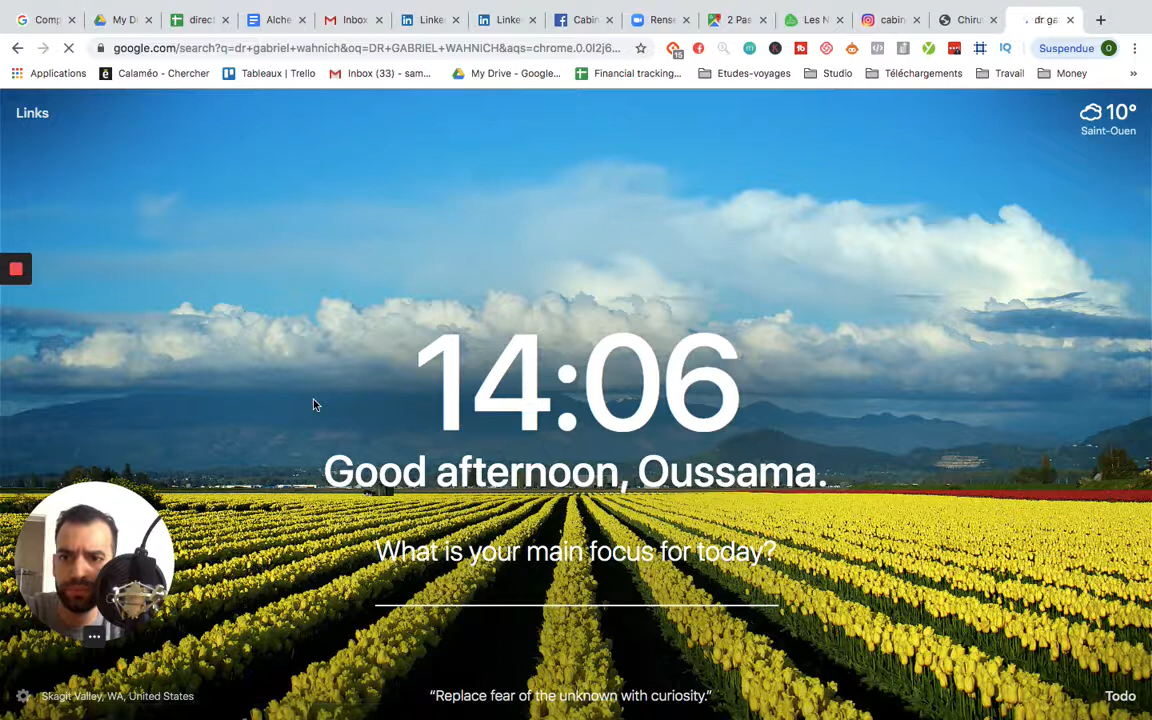 Comp
My Di
direct
Alche
Inbox
Linke
Linke
Cabin
Rense
2 Pas
Les N
cabin
Chiru
dr ga
google.com/search?q=dr+gabriel+wahnich&oq=DR+GABRIEL+WAHNICH&aqs=chrome.0.0l2j6...
15
IQ
Suspendue
O
Applications
Calaméo - Chercher
Tableaux | Trello
Inbox (33) - sam...
My Drive - Google...
Financial tracking...
Etudes-voyages
Studio
Téléchargements
Travail
Money
»
Links
10°
Saint-Ouen
14:06
Good afternoon, Oussama.
What is your main focus for today?
Skagit Valley, WA, United States
“Replace fear of the unknown with curiosity.”
Todo